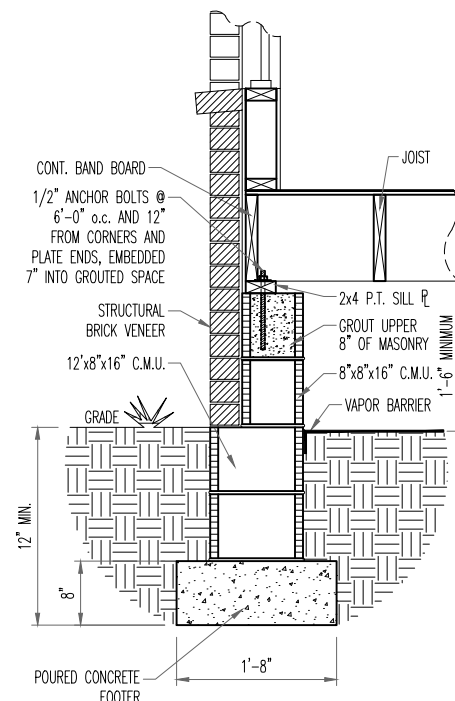 CONT. BAND BOARD
1/2" ANCHOR BOLTS @
6'-0" o.c. AND 12"
FROM CORNERS AND
PLATE ENDS, EMBEDDED
7" INTO GROUTED SPACE
STRUCTURAL
BRICK VENEER
12'x8"x16" C.M.U.
GRADE
12" MIN.
8"
POURED CONCRETE
FOOTER
1'-8"
JOIST
2x4 P.T. SILL PL
GROUT UPPER
8" OF MASONRY
8"x8"x16" C.M.U.
VAPOR BARRIER
1'-6" MINIMUM